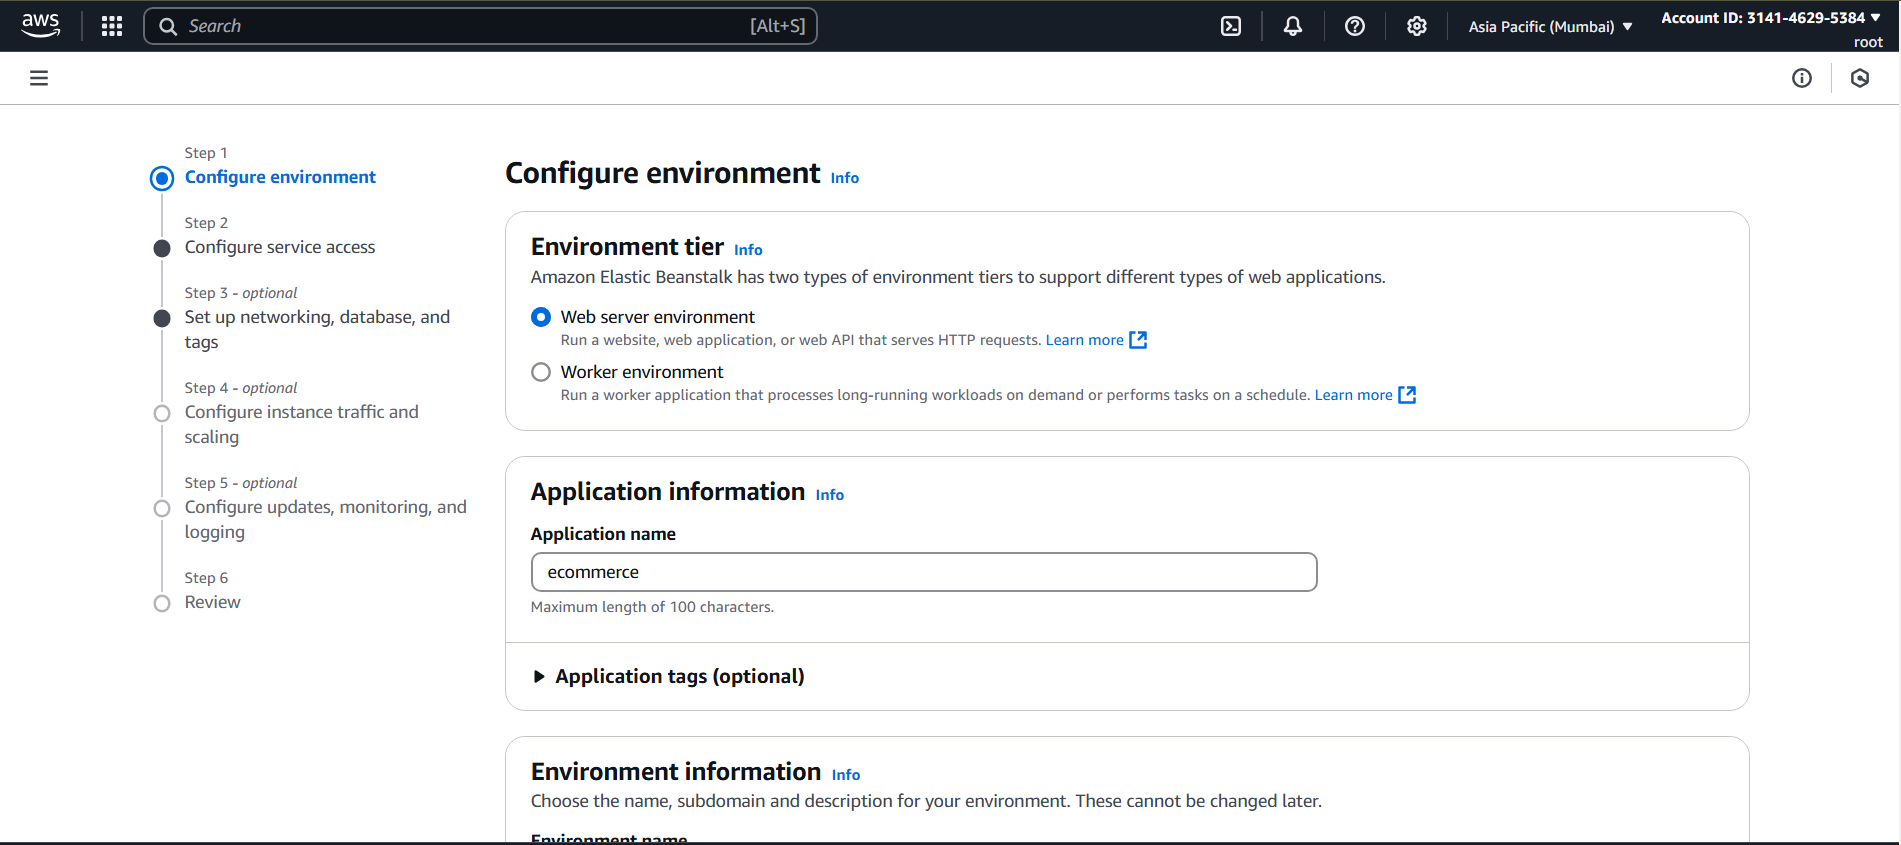 aws
Search
[Alt+S]
Asia Pacific (Mumbai)
Account ID: 3141-4629-5384
root
Step 1
Configure environment
Step 2
Configure service access
Step 3 - optional
Set up networking, database, and
tags
Step 4 - optional
Configure instance traffic and
scaling
Step 5 - optional
Configure updates, monitoring, and
logging
Step 6
Review
Configure environment Info
Environment tier Info
Amazon Elastic Beanstalk has two types of environment tiers to support different types of web applications.
Web server environment
Run a website, web application, or web API that serves HTTP requests. Learn more
Worker environment
Run a worker application that processes long-running workloads on demand or performs tasks on a schedule. Learn more
Application information Info
Application name
ecommerce
Maximum length of 100 characters.
Application tags (optional)
Environment information Info
Choose the name, subdomain and description for your environment. These cannot be changed later.
Environment name